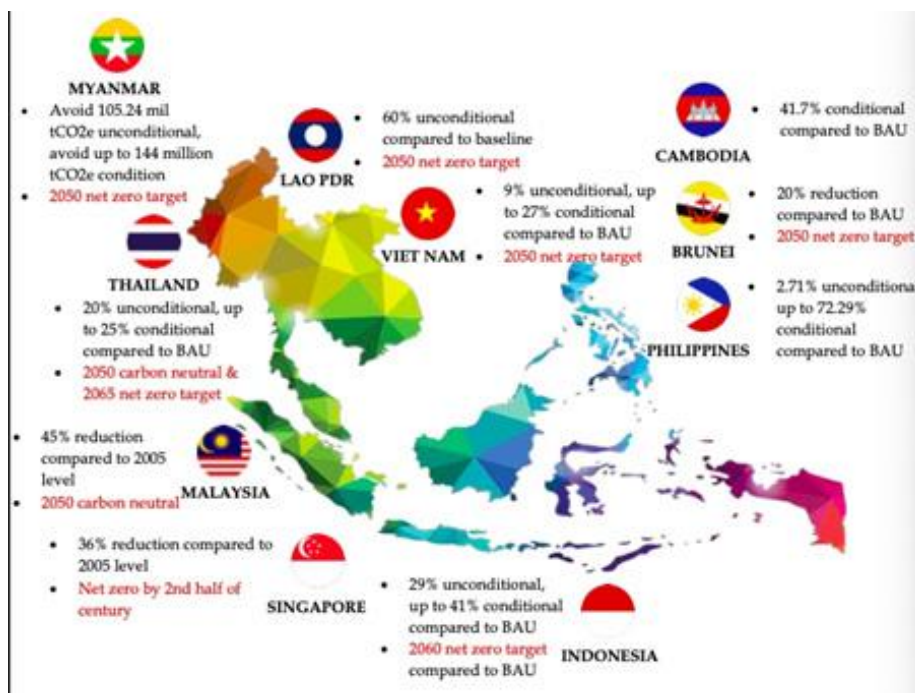 MYANMAR
• Avoid 105.24 mil
tCO2e unconditional,
avoid up to 144 million
tCO2e condition
• 2050 net zero target
LAO PDR
• 60% unconditional
compared to baseline
• 2050 net zero target
CAMBODIA
• 41.7% conditional
compared to BAU
VIET NAM
• 9% unconditional, up
to 27% conditional
compared to BAU
• 2050 net zero target
BRUNEI
• 20% reduction
compared to BAU
• 2050 net zero target
THAILAND
• 20% unconditional, up
to 25% conditional
compared to BAU
• 2050 carbon neutral &
2065 net zero target
PHILIPPINES
• 2.71% unconditiona
up to 72.29%
conditional
compared to BAU
MALAYSIA
• 45% reduction
compared to 2005
level
• 2050 carbon neutral
SINGAPORE
• 36% reduction compared to
2005 level
• Net zero by 2nd half of
century
INDONESIA
• 29% unconditional,
up to 41% conditional
compared to BAU
• 2060 net zero target
compared to BAU